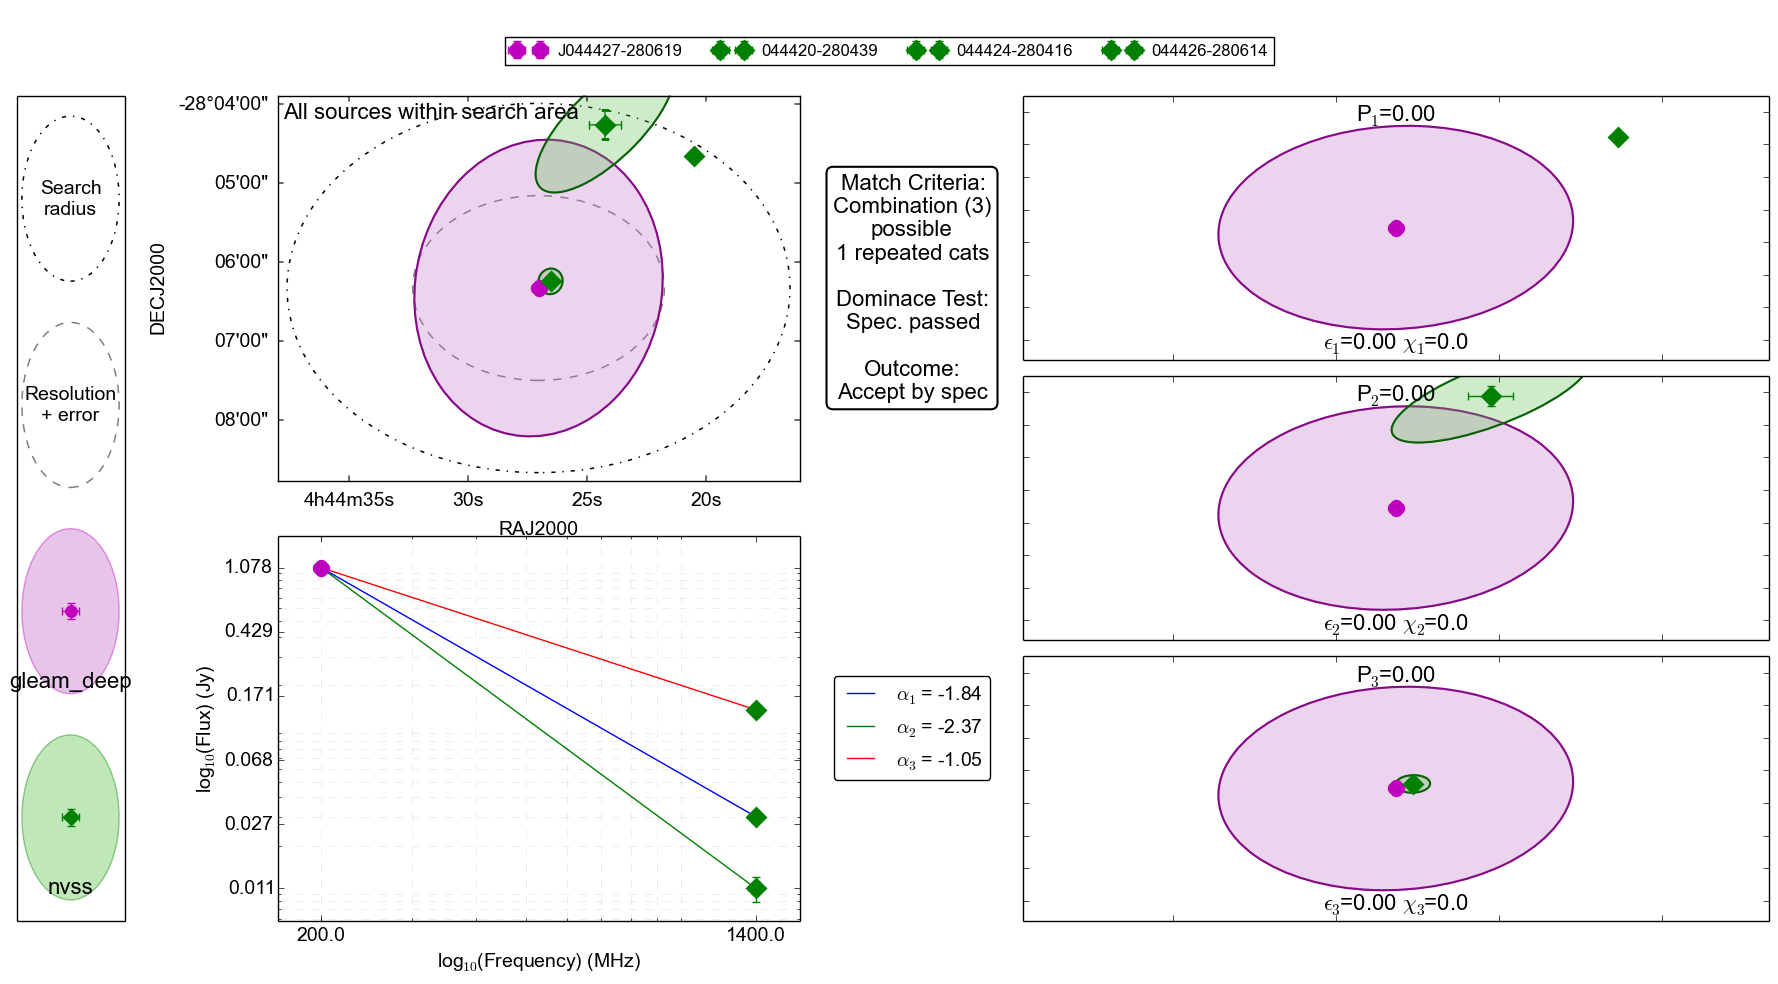 J044427-280619 044420-280439 044424-280416 044426-280614
Search
radius
Resolution
+ error
gleam_deep
nvss
All sources within search area
-28°04'00"
05'00"
06'00"
07'00"
08'00"
DECJ2000
4h44m35s 30s 25s 20s
RAJ2000
Match Criteria:
Combination (3)
possible
1 repeated cats
Dominace Test:
Spec. passed
Outcome:
Accept by spec
1.078
0.429
0.171
0.068
0.027
0.011
log₁₀(Flux) (Jy)
200.0 1400.0
log₁₀(Frequency) (MHz)
α₁ = -1.84
α₂ = -2.37
α₃ = -1.05
P₁=0.00
ϵ₁=0.00 χ₁=0.0
P₂=0.00
ϵ₂=0.00 χ₂=0.0
P₃=0.00
ϵ₃=0.00 χ₃=0.0